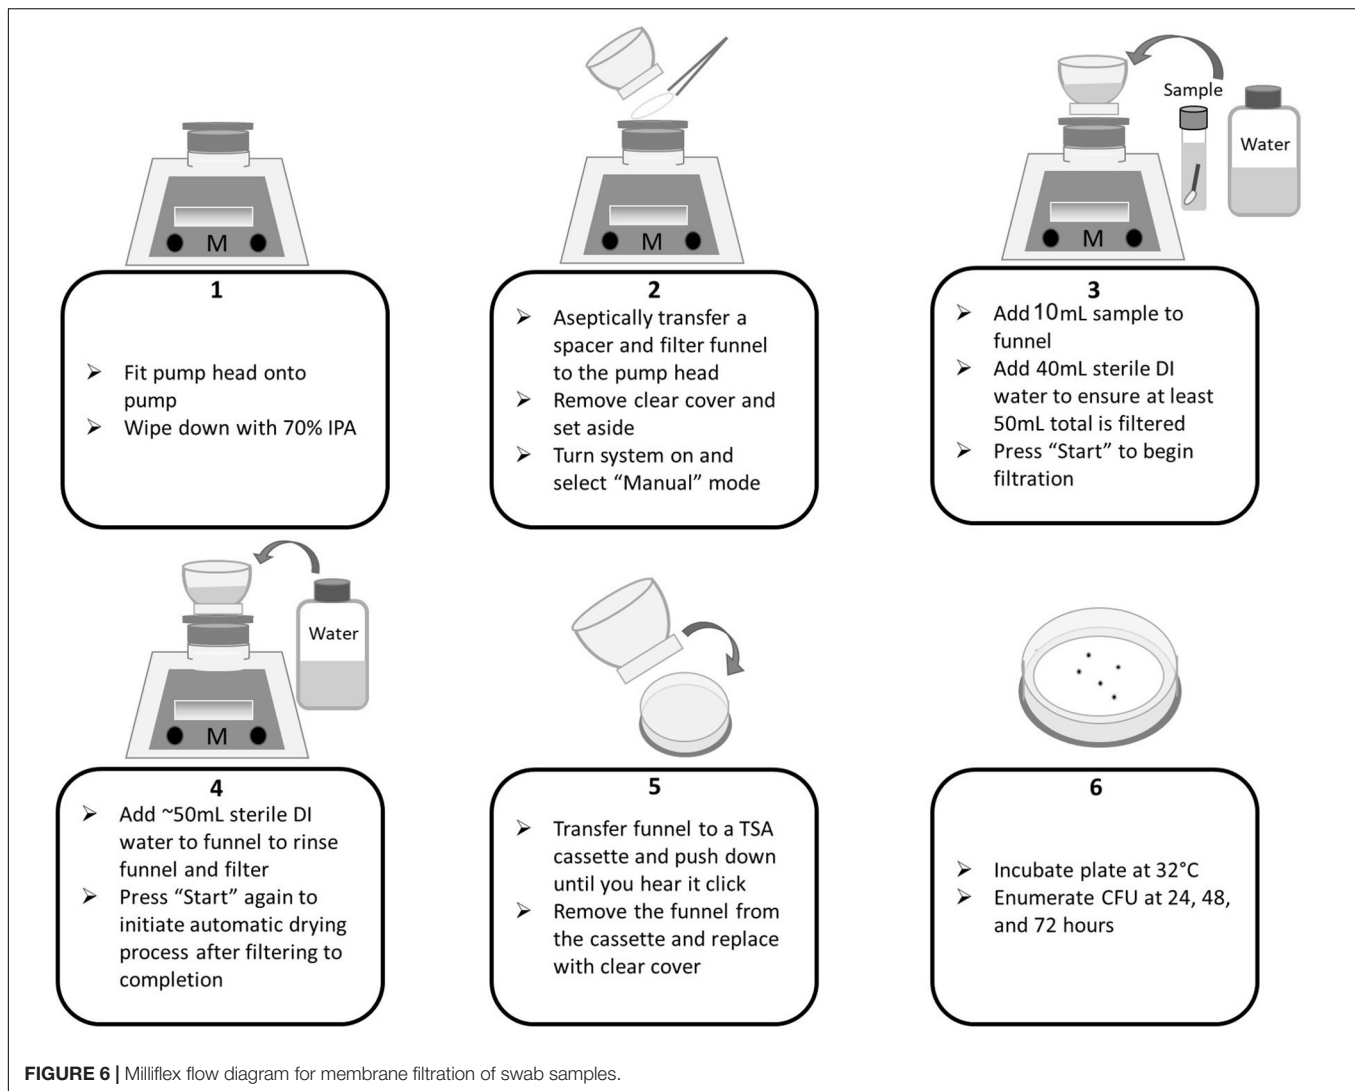 M
1
➢ Fit pump head onto
pump
➢ Wipe down with 70% IPA
M
2
➢ Aseptically transfer a
spacer and filter funnel
to the pump head
➢ Remove clear cover and
set aside
➢ Turn system on and
select “Manual” mode
Sample
Water
M
3
➢ Add 10mL sample to
funnel
➢ Add 40mL sterile DI
water to ensure at least
50mL total is filtered
➢ Press “Start” to begin
filtration
Water
M
4
➢ Add ~50mL sterile DI
water to funnel to rinse
funnel and filter
➢ Press “Start” again to
initiate automatic drying
process after filtering to
completion
5
➢ Transfer funnel to a TSA
cassette and push down
until you hear it click
➢ Remove the funnel from
the cassette and replace
with clear cover
6
➢ Incubate plate at 32°C
➢ Enumerate CFU at 24, 48,
and 72 hours
FIGURE 6 | Milliflex flow diagram for membrane filtration of swab samples.